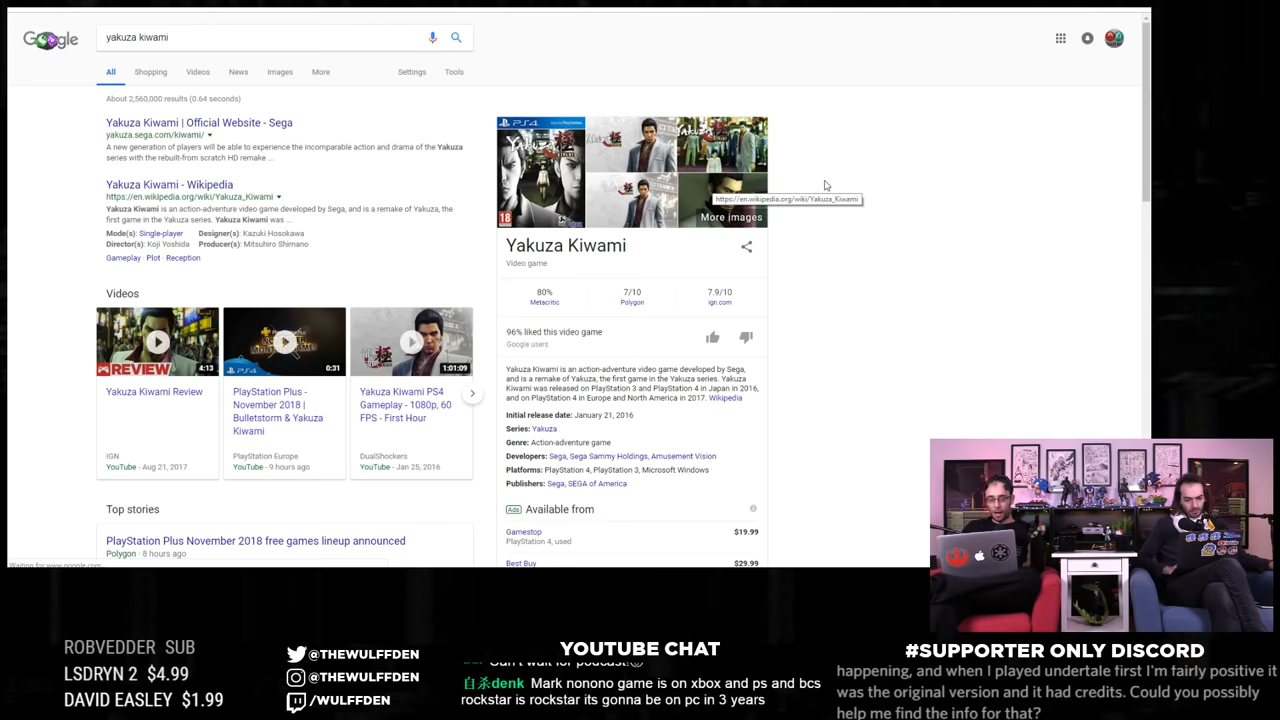 Google
yakuza kiwami
All Shopping Videos News Images More Settings Tools
About 2,560,000 results (0.64 seconds)
Yakuza Kiwami | Official Website - Sega
yakuza.sega.com/kiwami/
A new generation of players will be able to experience the incomparable action and drama of the Yakuza
series with the rebuilt-from scratch HD remake ...
Yakuza Kiwami - Wikipedia
https://en.wikipedia.org/wiki/Yakuza_Kiwami
Yakuza Kiwami is an action-adventure video game developed by Sega, and is a remake of Yakuza, the
first game in the Yakuza series. Yakuza Kiwami was ...
Mode(s): Single-player Designer(s): Kazuki Hosokawa
Director(s): Koji Yoshida Producer(s): Mitsuhiro Shimano
Gameplay · Plot · Reception
Videos
REVIEW 4:13
PS4 0:31
1:01:09
Yakuza Kiwami Review
IGN
YouTube - Aug 21, 2017
PlayStation Plus -
November 2018 |
Bulletstorm & Yakuza
Kiwami
PlayStation Europe
YouTube - 9 hours ago
Yakuza Kiwami PS4
Gameplay - 1080p, 60
FPS - First Hour
DualShockers
YouTube - Jan 25, 2016
Top stories
PlayStation Plus November 2018 free games lineup announced
Polygon - 8 hours ago
Waiting for www.google.com...
PS4
18
https://en.wikipedia.org/wiki/Yakuza_Kiwami
More images
Yakuza Kiwami
Video game
80% 7/10 7.9/10
Metacritic Polygon ign.com
96% liked this video game
Google users
Yakuza Kiwami is an action-adventure video game developed by Sega,
and is a remake of Yakuza, the first game in the Yakuza series. Yakuza
Kiwami was released on PlayStation 3 and PlayStation 4 in Japan in 2016,
and on PlayStation 4 in Europe and North America in 2017. Wikipedia
Initial release date: January 21, 2016
Series: Yakuza
Genre: Action-adventure game
Developers: Sega, Sega Sammy Holdings, Amusement Vision
Platforms: PlayStation 4, PlayStation 3, Microsoft Windows
Publishers: Sega, SEGA of America
Ads Available from
Gamestop $19.99
PlayStation 4, used
Best Buy $29.99
ROBVEDDER SUB
LSDRYN 2 $4.99
DAVID EASLEY $1.99
@THEWULFFDEN
@THEWULFFDEN
/WULFFDEN
YOUTUBE CHAT
Can't wait for podcast!
自杀denk Mark nonono game is on xbox and ps and bcs
rockstar is rockstar its gonna be on pc in 3 years
#SUPPORTER ONLY DISCORD
happening, and when I played undertale first I'm fairly positive it
was the original version and it had credits. Could you possibly
help me find the info for that?